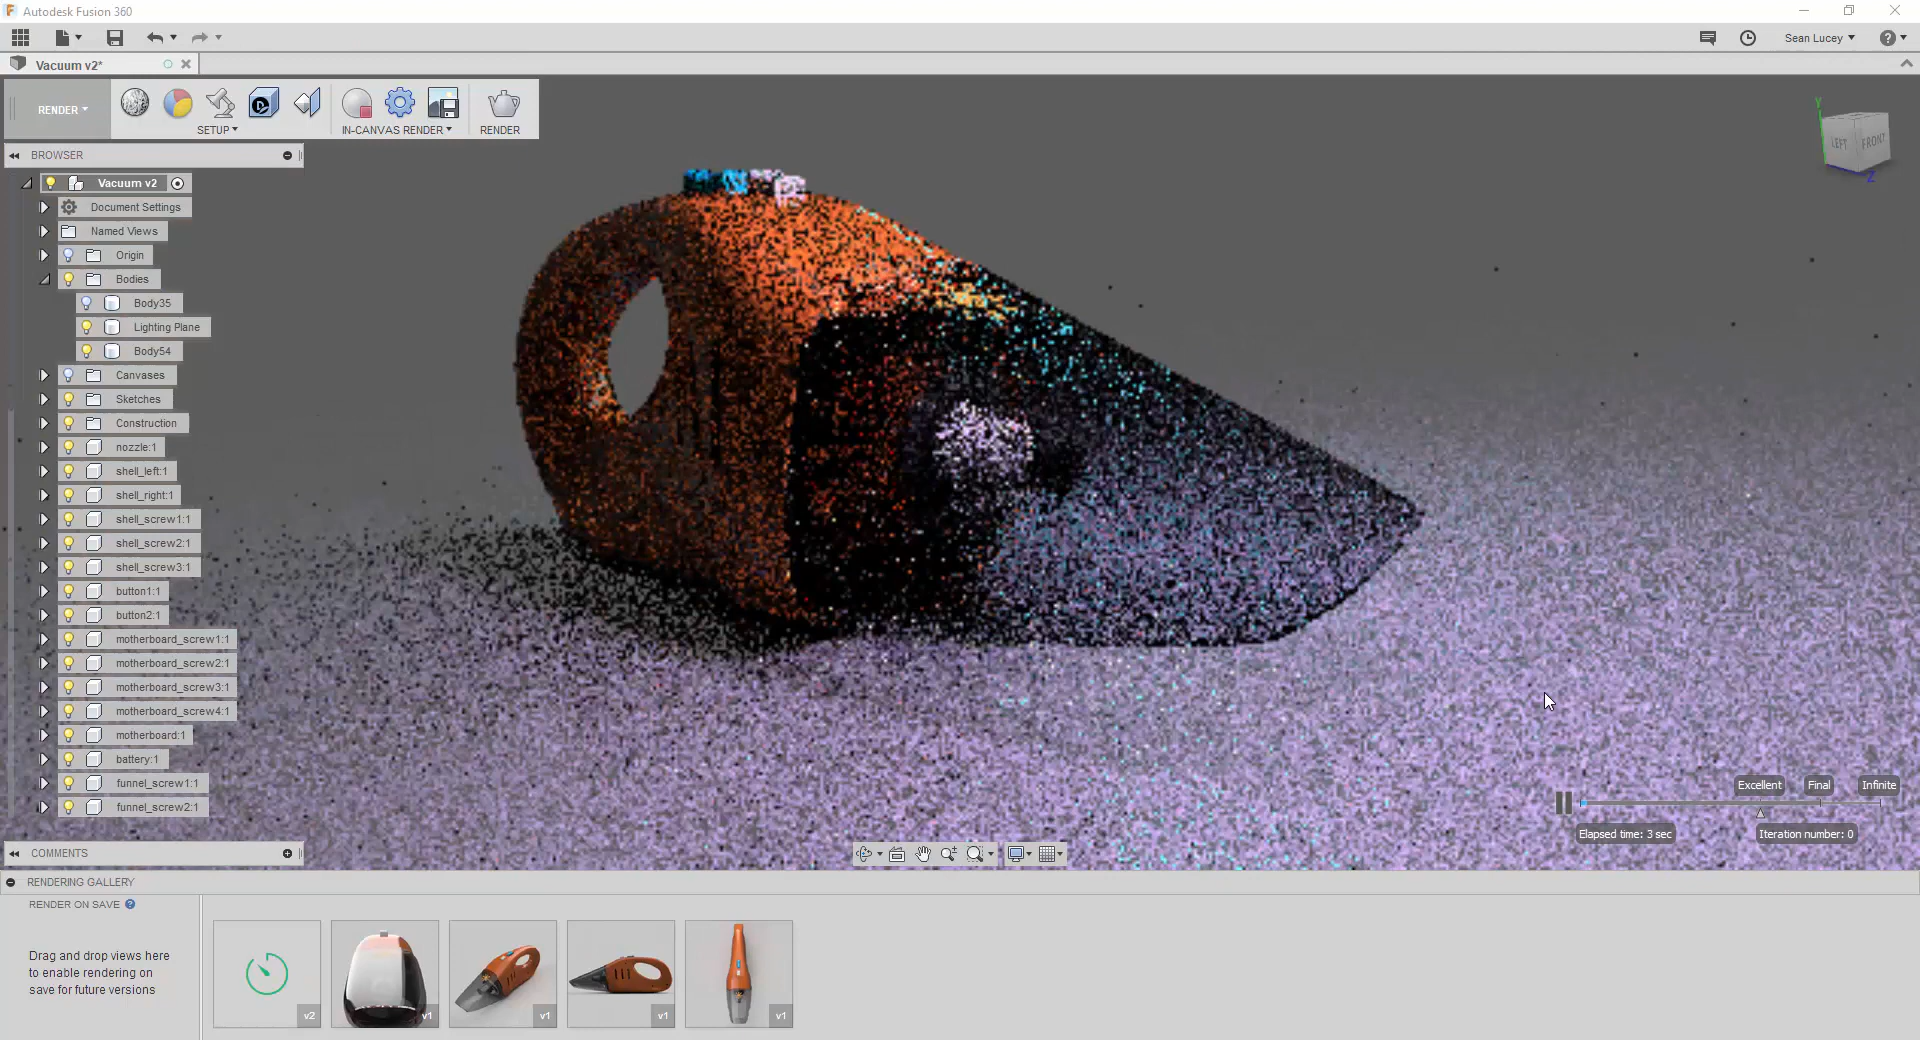 Autodesk Fusion 360
Sean Lucey
Vacuum v2*
RENDER
SETUP
IN-CANVAS RENDER
RENDER
Y
LEFT
FRONT
Z
BROWSER
Vacuum v2
Document Settings
Named Views
Origin
Bodies
Body35
Lighting Plane
Body54
Canvases
Sketches
Construction
nozzle:1
shell_left:1
shell_right:1
shell_screw1:1
shell_screw2:1
shell_screw3:1
button1:1
button2:1
motherboard_screw1:1
motherboard_screw2:1
motherboard_screw3:1
motherboard_screw4:1
motherboard:1
battery:1
funnel_screw1:1
funnel_screw2:1
Excellent
Final
Infinite
Elapsed time: 3 sec
Iteration number: 0
COMMENTS
RENDERING GALLERY
RENDER ON SAVE
Drag and drop views here
to enable rendering on
save for future versions
v2
v1
v1
v1
v1